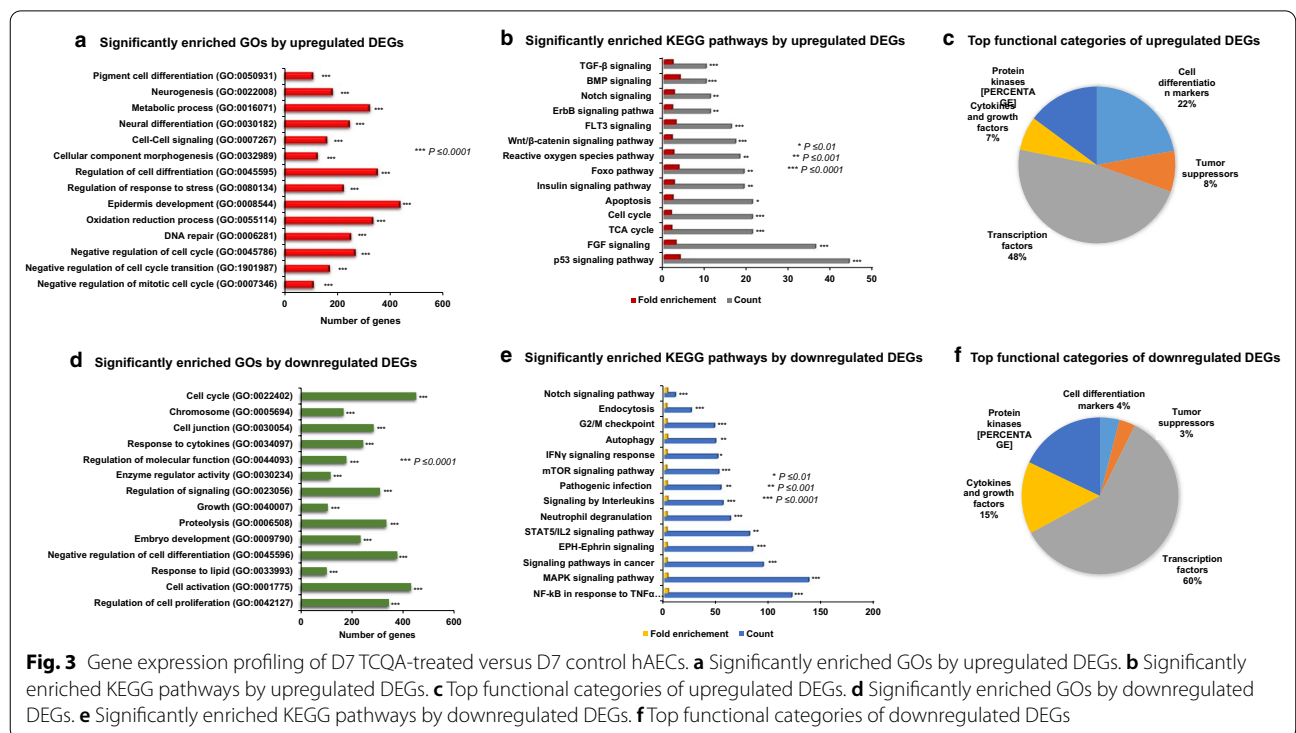 a Significantly enriched GOs by upregulated DEGs
Pigment cell differentiation (GO:0050931)
Neurogenesis (GO:0022008)
Metabolic process (GO:0016071)
Neural differentiation (GO:0030182)
Cell-Cell signaling (GO:0007267)
Cellular component morphogenesis (GO:0032989)
Regulation of cell diffrentiation (GO:0045595)
Regulation of response to stress (GO:0080134)
Epidermis development (GO:0008544)
Oxidation reduction process (GO:0055114)
DNA repair (GO:0006281)
Negative regulation of cell cycle (GO:0045786)
Negative regulation of cell cycle transition (GO:1901987)
Negative regulation of mitotic cell cycle (GO:0007346)
***
***
***
***
***
***
***
***
***
***
***
***
***
***
*** P ≤0.0001
0 200 400 600
Number of genes
b Significantly enriched KEGG pathways by upregulated DEGs
TGF-β signaling
BMP signaling
Notch signaling
ErbB signaling pathwa
FLT3 signaling
Wnt/β-catenin signaling pathway
Reactive oxygen species pathway
Foxo pathway
Insulin signaling pathway
Apoptosis
Cell cycle
TCA cycle
FGF signaling
p53 signaling pathway
***
***
**
**
***
***
**
**
**
*
***
***
***
***
* P ≤0.01
** P ≤0.001
*** P ≤0.0001
0 10 20 30 40 50
Fold enrichement Count
c Top functional categories of upregulated DEGs
Protein
kinases
[PERCENTA
GE]
Cytokines
and growth
factors
7%
Cell
differentiatio
n markers
22%
Tumor
suppressors
8%
Transcription
factors
48%
d Significantly enriched GOs by downregulated DEGs
Cell cycle (GO:0022402)
Chromosome (GO:0005694)
Cell junction (GO:0030054)
Response to cytokines (GO:0034097)
Regulation of molecular function (GO:0044093)
Enzyme regulator activity (GO:0030234)
Regulation of signaling (GO:0023056)
Growth (GO:0040007)
Proteolysis (GO:0006508)
Embryo development (GO:0009790)
Negative regulation of cell differentiation (GO:0045596)
Response to lipid (GO:0033993)
Cell activation (GO:0001775)
Regulation of cell proliferation (GO:0042127)
***
***
***
***
***
***
***
***
***
***
***
***
***
***
*** P ≤0.0001
0 200 400 600
Number of genes
e Significantly enriched KEGG pathways by downregulated DEGs
Notch signaling pathway
Endocytosis
G2/M checkpoint
Autophagy
IFNγ signaling response
mTOR signaling pathway
Pathogenic infection
Signaling by Interleukins
Neutrophil degranulation
STAT5/IL2 signaling pathway
EPH-Ephrin signaling
Signaling pathways in cancer
MAPK signaling pathway
NF-kB in response to TNFα…
***
***
***
**
*
***
**
***
***
**
***
***
***
***
* P ≤0.01
** P ≤0.001
*** P ≤0.0001
0 50 100 150 200
Fold enrichement Count
f Top functional categories of downregulated DEGs
Cell differentiation
markers 4%
Protein
kinases
[PERCENTA
GE]
Tumor
suppressors
3%
Cytokines
and growth
factors
15%
Transcription
factors
60%
Fig. 3 Gene expression profiling of D7 TCQA-treated versus D7 control hAECs. a Significantly enriched GOs by upregulated DEGs. b Significantly
enriched KEGG pathways by upregulated DEGs. c Top functional categories of upregulated DEGs. d Significantly enriched GOs by downregulated
DEGs. e Significantly enriched KEGG pathways by downregulated DEGs. f Top functional categories of downregulated DEGs